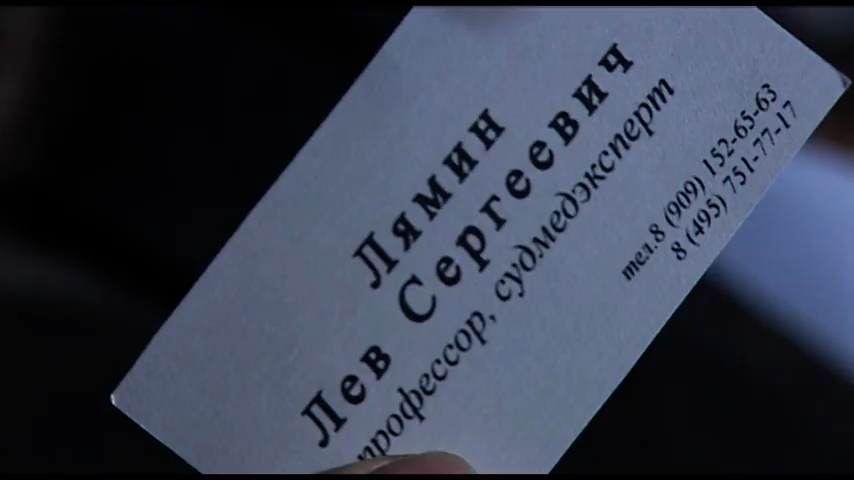 Лямин
Лев Сергеевич
профессор, судмедэксперт
тел.8 (909) 152-65-63
8 (495) 751-77-17